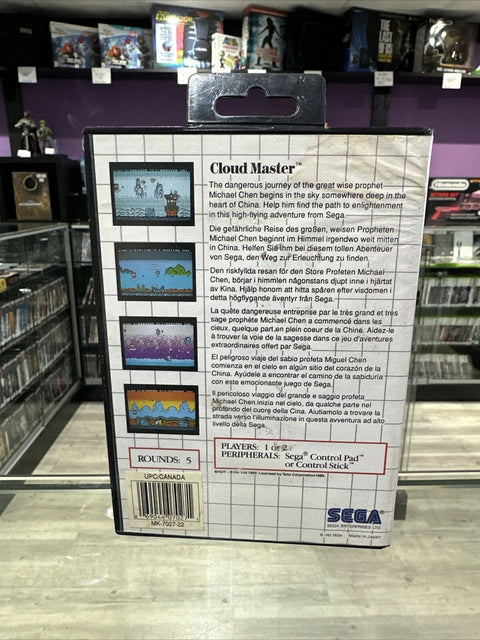 Cloud Master™
The dangerous journey of the great wise prophet
Michael Chen begins in the sky somewhere deep in the
heart of China. Help him find the path to enlightenment
in this high-flying adventure from Sega.
Die gefährliche Reise des großen, weisen Propheten
Michael Chen beginnt im Himmel irgendwo weit mitten
in China. Helfen Sie ihm bei diesem tollen Abenteuer
von Sega, den Weg zur Erleuchtung zu finden.
Den riskfyllda resan för den Store Profeten Michael
Chen, börjar i himmlen någonstans djupt inne i hjärtat
av Kina. Hjälp honom att hitta spåren efter visdomen i
detta högflygande äventyr från Sega.
La quête dangereuse entreprise par le très grand et très
sage prophète Michael Chen a commencé dans les
cieux, quelque part en plein coeur de la Chine. Aidez-le
à trouver la voie de la sagesse dans ce jeu d'aventures
extraordinaires offert par Sega.
El peligroso viaje del sabio profeta Miguel Chen
comienza en el cielo en algún sitio del corazón de la
China. Ayúdele a encontrar el camino de la sabiduría
con este emocionante juego de Sega.
Il pericoloso viaggio del grande e saggio profeta
Michael Chen inizia nel cielo, da qualche parte nel
profondo del cuore della Cina. Aiutiamolo a trovare la
strada verso l'illuminazione in questa avventura ad alto
livello della Sega.
ROUNDS: 5
PLAYERS: 1 or 2
PERIPHERALS: Sega® Control Pad™
or Control Stick™
UPC/CANADA
MK-7027-22
SEGA
SEGA ENTERPRISES LTD.
Made in Japan
Nintendo
THE LAST OF US